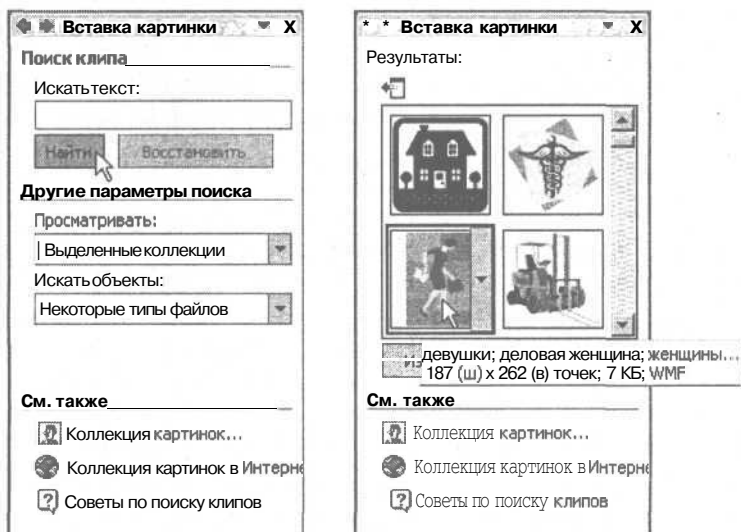 Вставка картинки X
Поиск клипа
Искать текст:
Найти Восстановить
Другие параметры поиска
Просматривать:
Выделенные коллекции
Искать объекты:
Некоторые типы файлов
См. также
Коллекция картинок...
Коллекция картинок в Интерне
Советы по поиску клипов
* * Вставка картинки X
Результаты:
Из
девушки; деловая женщина; женщины...
187 (ш) x 262 (в) точек; 7 КБ; WMF
См. также
Коллекция картинок...
Коллекция картинок в Интерне
Советы по поиску клипов